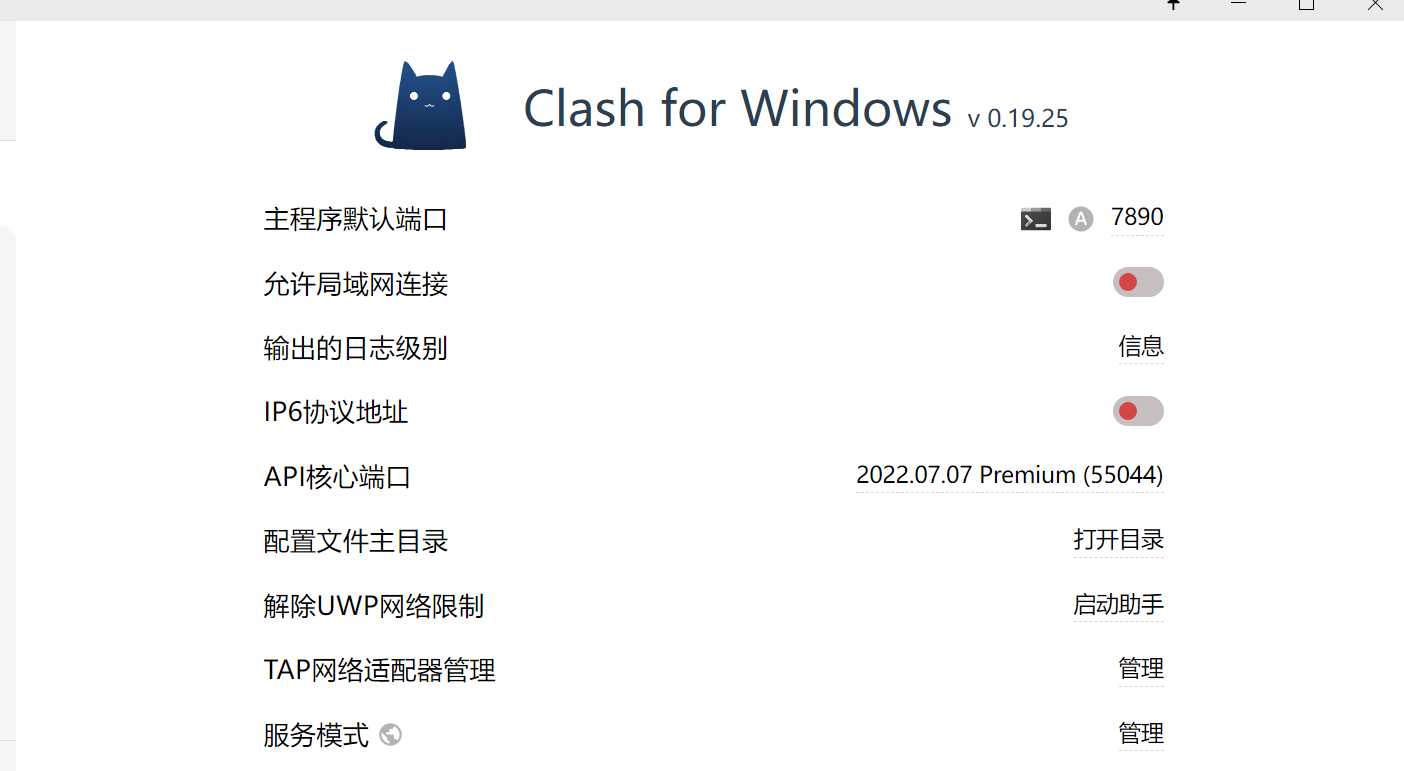 Clash for Windows v 0.19.25
主程序默认端口 A 7890
允许局域网连接
输出的日志级别 信息
IP6协议地址
API核心端口 2022.07.07 Premium (55044)
配置文件主目录 打开目录
解除UWP网络限制 启动助手
TAP网络适配器管理 管理
服务模式 管理